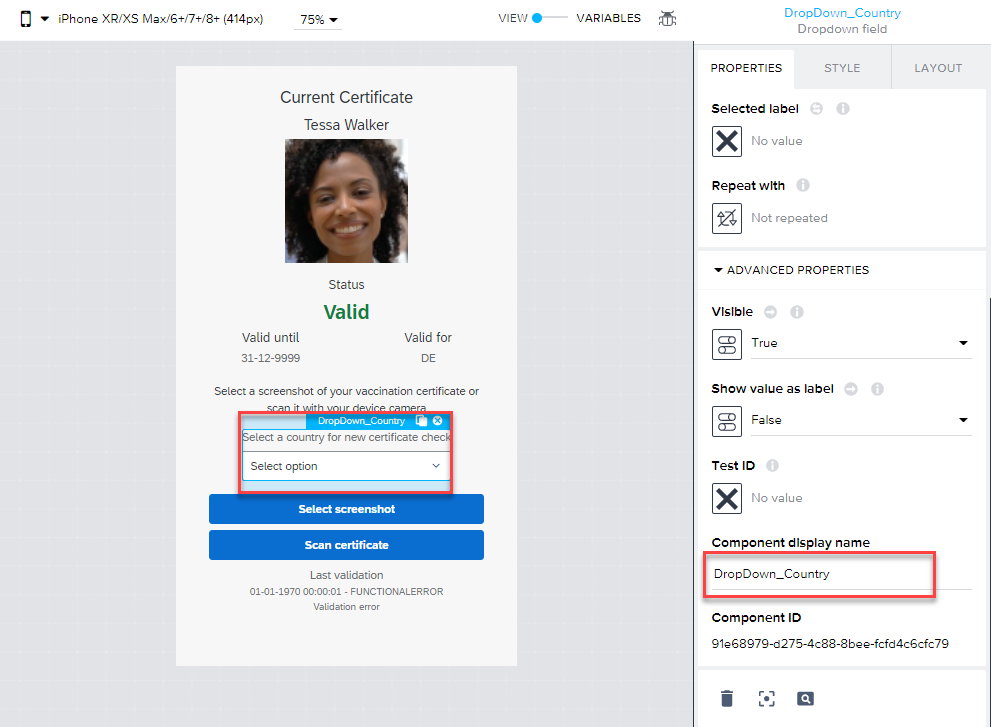 iPhone XR/XS Max/6+/7+/8+ (414px)
75%
VIEW
VARIABLES
DropDown_Country
Dropdown field
PROPERTIES
STYLE
LAYOUT
Current Certificate
Tessa Walker
Status
Valid
Valid until
Valid for
31-12-9999
DE
Select a screenshot of your vaccination certificate or
scan it with your device camera
DropDown_Country
Select a country for new certificate check
Select option
Select screenshot
Scan certificate
Last validation
01-01-1970 00:00:01 - FUNCTIONALERROR
Validation error
Selected label
No value
Repeat with
Not repeated
ADVANCED PROPERTIES
Visible
True
Show value as label
False
Test ID
No value
Component display name
DropDown_Country
Component ID
91e68979-d275-4c88-8bee-fcfd4c6cfc79